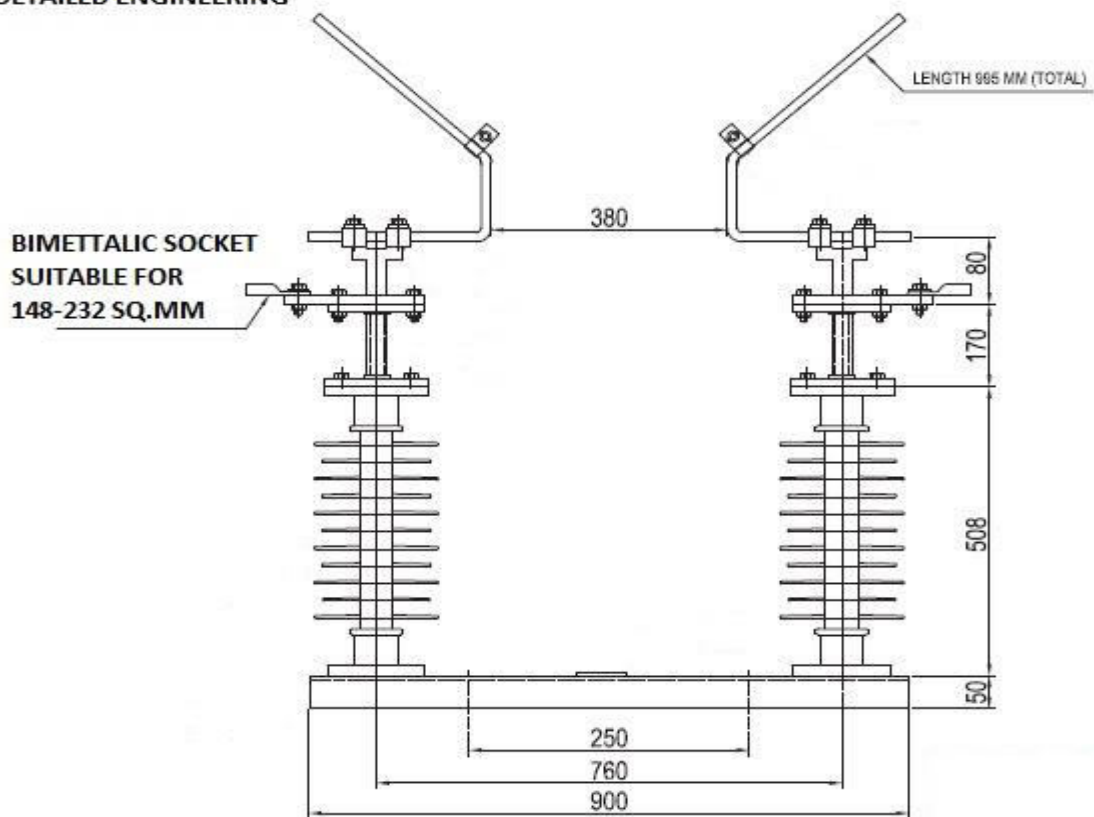 DETAILED ENGINEERING
LENGTH 995 MM (TOTAL)
380
BIMETTALIC SOCKET
SUITABLE FOR
148-232 SQ.MM
80
170
508
50
250
760
900